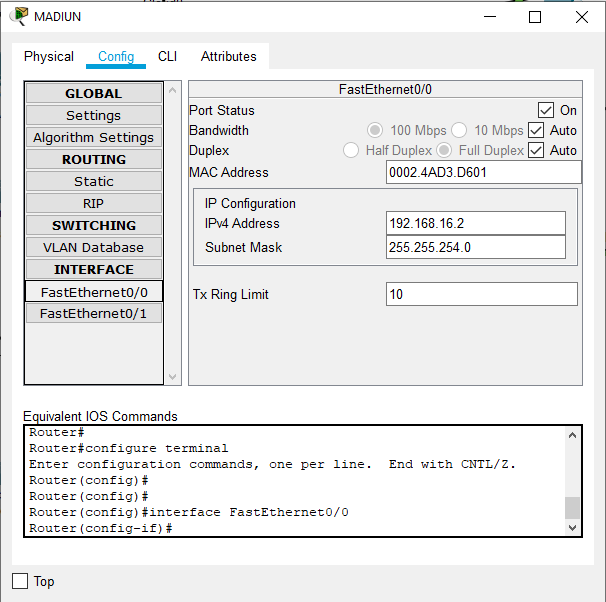 MADIUN
Physical Config CLI Attributes
GLOBAL
Settings
Algorithm Settings
ROUTING
Static
RIP
SWITCHING
VLAN Database
INTERFACE
FastEthernet0/0
FastEthernet0/1
FastEthernet0/0
Port Status On
Bandwidth 100 Mbps 10 Mbps Auto
Duplex Half Duplex Full Duplex Auto
MAC Address 0002.4AD3.D601
IP Configuration
IPv4 Address 192.168.16.2
Subnet Mask 255.255.254.0
Tx Ring Limit 10
Equivalent IOS Commands
Router#
Router#configure terminal
Enter configuration commands, one per line. End with CNTL/Z.
Router(config)#
Router(config)#
Router(config)#interface FastEthernet0/0
Router(config-if)#
Top